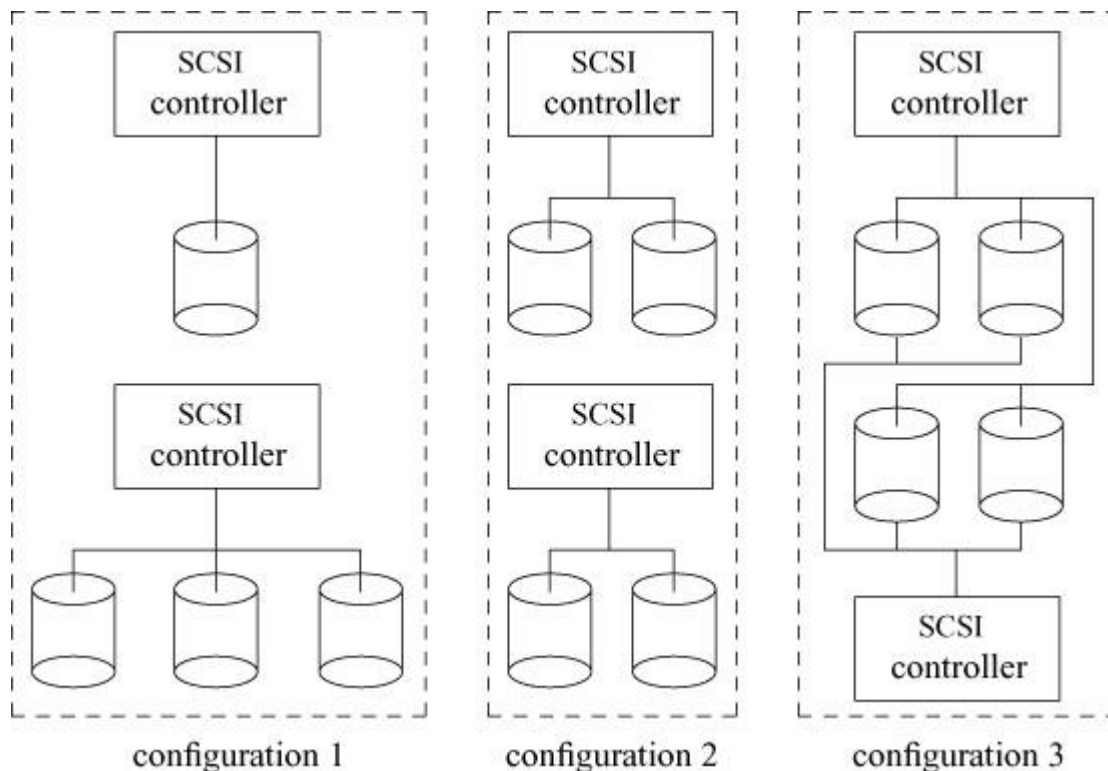 SCSI
controller
SCSI
controller
configuration 1
SCSI
controller
SCSI
controller
configuration 2
SCSI
controller
SCSI
controller
configuration 3